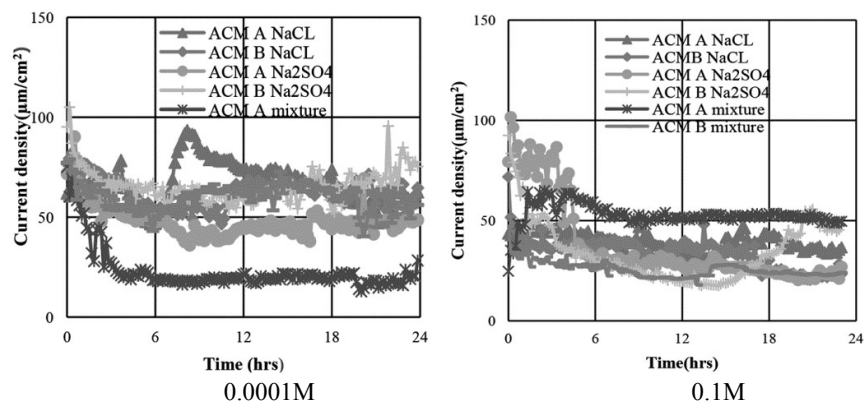 150
100
50
0
Current density(µm/cm²)
ACM A NaCL
ACM B NaCL
ACM A Na2SO4
ACM B Na2SO4
ACM A mixture
0 6 12 18 24
Time (hrs)
0.0001M
150
100
50
0
Current density(µm/cm²)
ACM A NaCL
ACMB NaCL
ACM A Na2SO4
ACM B Na2SO4
ACM A mixture
ACM B mixture
0 6 12 18 24
Time(hrs)
0.1M